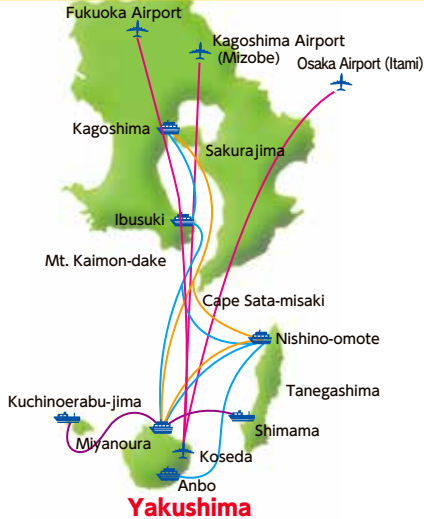 Fukuoka Airport
Kagoshima Airport
(Mizobe)
Osaka Airport (Itami)
Kagoshima
Sakurajima
Ibusuki
Mt. Kaimon-dake
Cape Sata-misaki
Nishino-omote
Tanegashima
Kuchinoerabu-jima
Shimama
Miyanoura
Koseda
Anbo
Yakushima